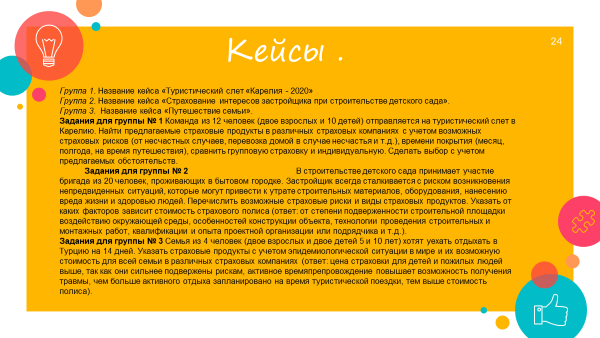 Кейсы .
24
Группа 1. Название кейса «Туристический слет «Карелия - 2020»
Группа 2. Название кейса «Страхование интересов застройщика при строительстве детского сада».
Группа 3. Название кейса «Путешествие семьи».
Задания для группы № 1 Команда из 12 человек (двое взрослых и 10 детей) отправляется на туристический слет в
Карелию. Найти предлагаемые страховые продукты в различных страховых компаниях с учетом возможных
страховых рисков (от несчастных случаев, перевозка домой в случае несчастья и т.д.), времени покрытия (месяц,
полгода, на время путешествия), сравнить групповую страховку и индивидуальную. Сделать выбор с учетом
предлагаемых обстоятельств.
Задания для группы № 2 В строительстве детского сада принимает участие
бригада из 20 человек, проживающих в бытовом городке. Застройщик всегда сталкивается с риском возникновения
непредвиденных ситуаций, которые могут привести к утрате строительных материалов, оборудования, нанесению
вреда жизни и здоровью людей. Перечислить возможные страховые риски и виды страховых продуктов. Указать от
каких факторов зависит стоимость страхового полиса (ответ: от степени подверженности строительной площадки
воздействию окружающей среды, особенностей конструкции объекта, технологии проведения строительных и
монтажных работ, квалификации и опыта проектной организации или подрядчика и т.д.).
Задания для группы № 3 Семья из 4 человек (двое взрослых и двое детей 5 и 10 лет) хотят уехать отдыхать в
Турцию на 14 дней. Указать страховые продукты с учетом эпидемиологической ситуации в мире и их возможную
стоимость для всей семьи в различных страховых компаниях (ответ: цена страховки для детей и пожилых людей
выше, так как они сильнее подвержены рискам, активное времяпрепровождение повышает возможность получения
травмы, чем больше активного отдыха запланировано на время туристической поездки, тем выше стоимость
полиса).